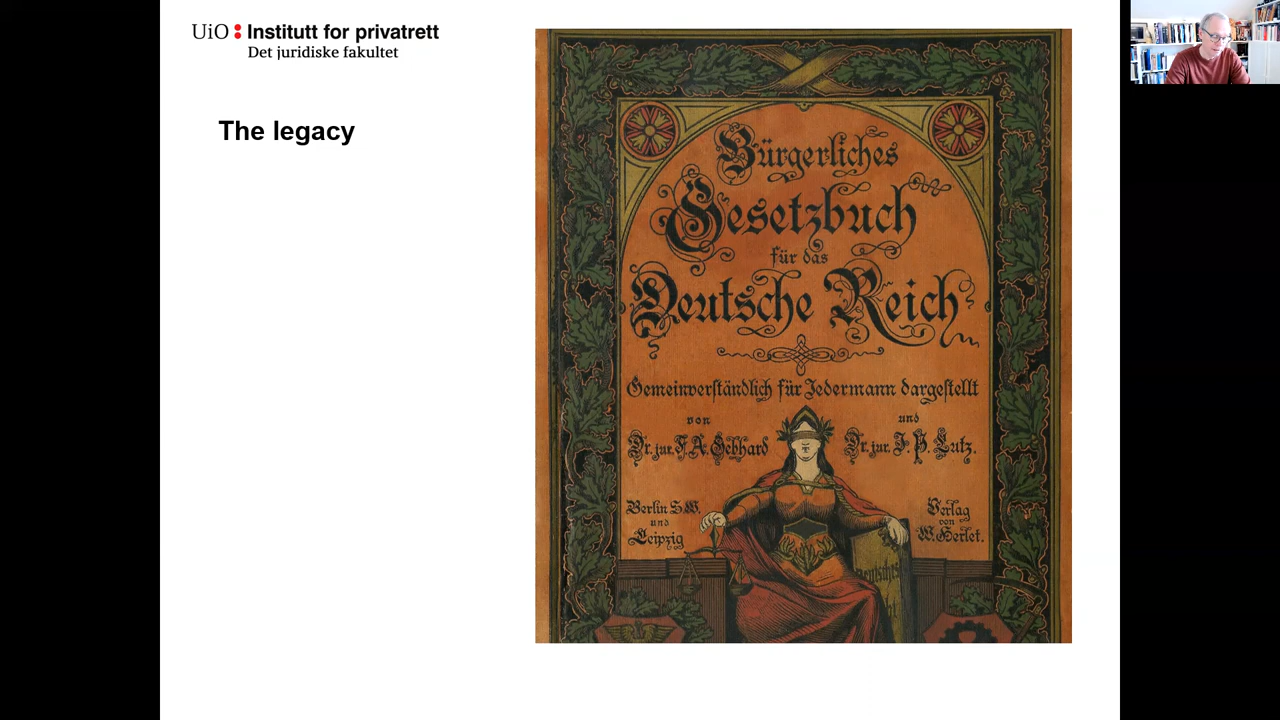 UiO : Institutt for privatrett
Det juridiske fakultet
The legacy
Bürgerliches
Gesetzbuch
für das
Deutsche Reich
Gemeinverständlich für Jedermann dargestellt
von
und
Dr. jur. F. A. Gebhard
Dr. jur. J. P. Lutz.
Berlin S.W.
und
Leipzig
Verlag
von
W. Herlet.
Deutsches